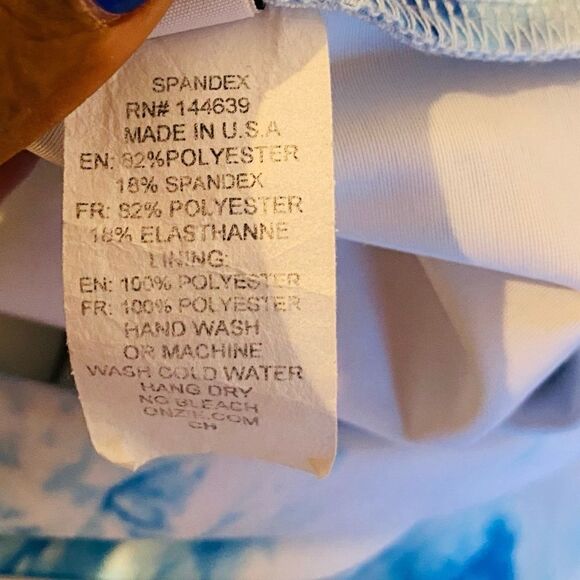 SPANDEX
RN# 144639
MADE IN U.S.A
EN: 82%POLYESTER
18% SPANDEX
FR: 82% POLYESTER
18% ELASTHANNE
LINING:
EN: 100% POLYESTER
FR: 100% POLYESTER
HAND WASH
OR MACHINE
WASH COLD WATER
HANG DRY
NO BLEACH
ONZIE.COM
CH